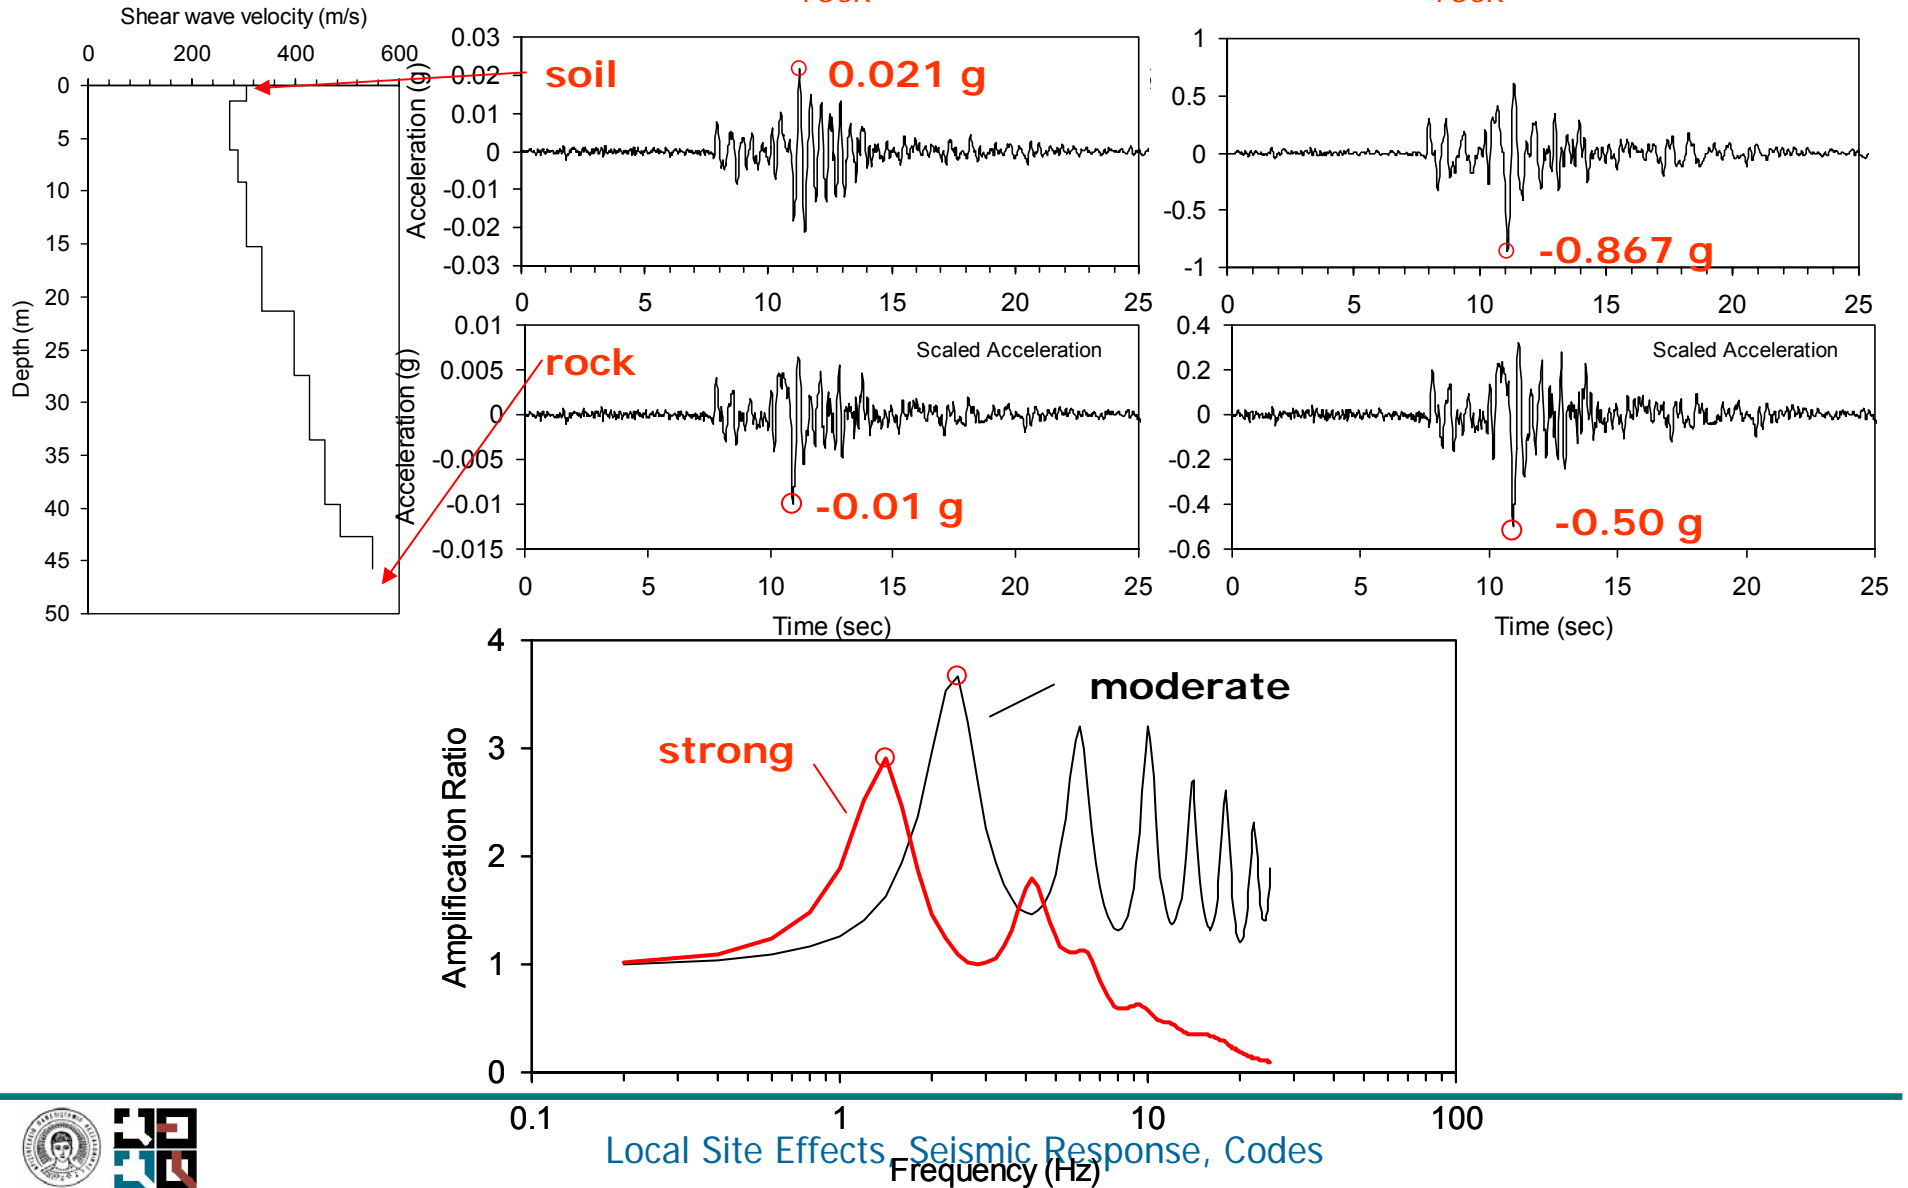 Shear wave velocity (m/s)
0 200 400 600
0
5
10
15
20
25
30
35
40
45
50
Depth (m)
0.03
0.02
0.01
0
-0.01
-0.02
-0.03
Acceleration (g)
soil
0.021 g
0 5 10 15 20 25
1
0.5
0
-0.5
-1
-0.867 g
0 5 10 15 20 25
0.01
0.005
0
-0.005
-0.01
-0.015
Acceleration (g)
rock
Scaled Acceleration
-0.01 g
0 5 10 15 20 25
Time (sec)
0.4
0.2
0
-0.2
-0.4
-0.6
Scaled Acceleration
-0.50 g
0 5 10 15 20 25
Time (sec)
4
3
2
1
0
Amplification Ratio
moderate
strong
0.1 1 10 100
Frequency (Hz)
Local Site Effects, Seismic Response, Codes